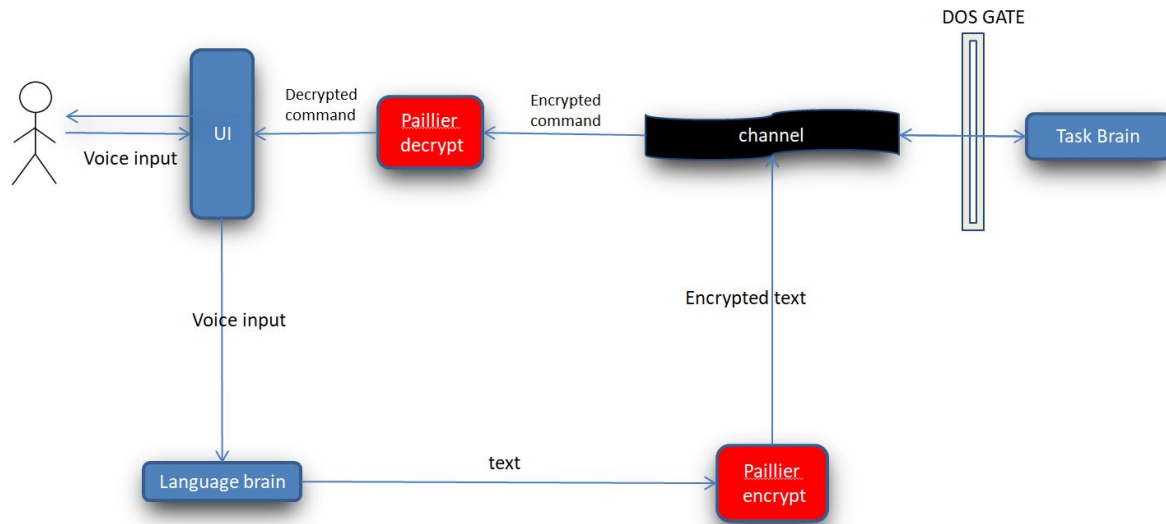 DOS GATE
Decrypted
command
Encrypted
command
Paillier
decrypt
UI
channel
Task Brain
Voice input
Voice input
Encrypted text
Language brain
text
Paillier
encrypt